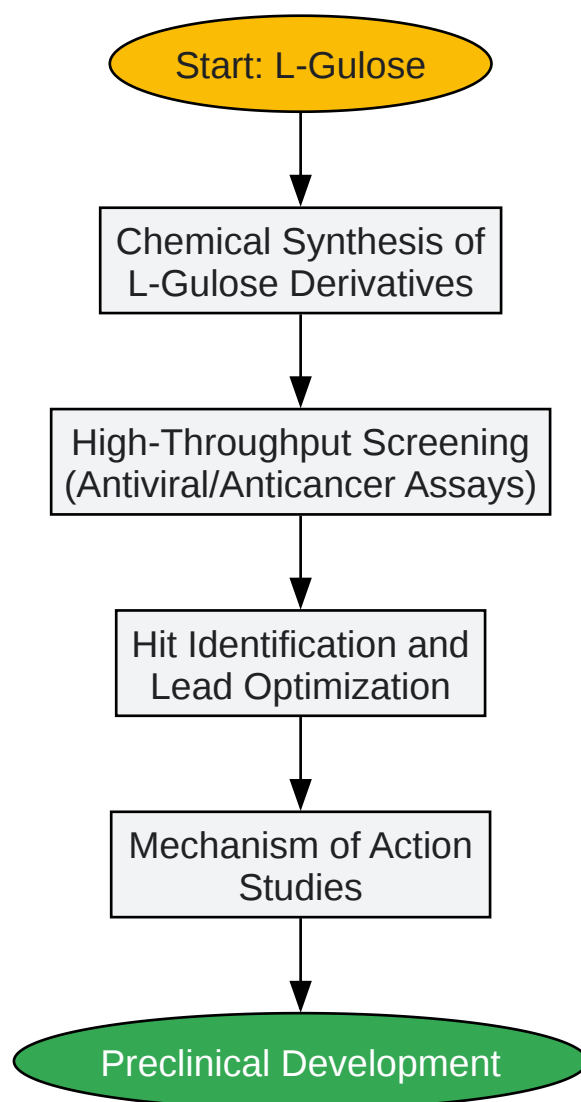 Start: L-Gulose
Chemical Synthesis of
L-Gulose Derivatives
High-Throughput Screening
(Antiviral/Anticancer Assays)
Hit Identification and
Lead Optimization
Mechanism of Action
Studies
Preclinical Development